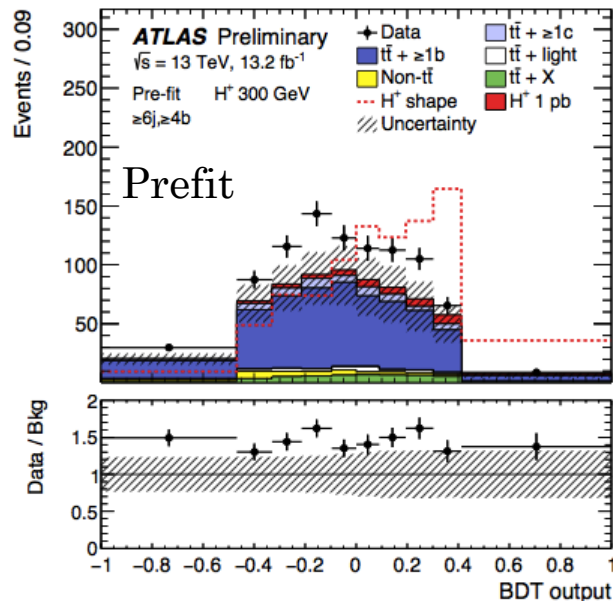 Events / 0.09
300
250
200
150
100
50
ATLAS Preliminary
√s = 13 TeV, 13.2 fb⁻¹
Pre-fit H⁺ 300 GeV
≥6j,≥4b
Data
tt̄ + ≥1b
Non-tt̄
H⁺ shape
Uncertainty
tt̄ + ≥1c
tt̄ + light
tt̄ + X
H⁺ 1 pb
Prefit
Data / Bkg
2
1.5
1
0.5
0
−1 −0.8 −0.6 −0.4 −0.2 0 0.2 0.4 0.6 0.8 1
BDT output